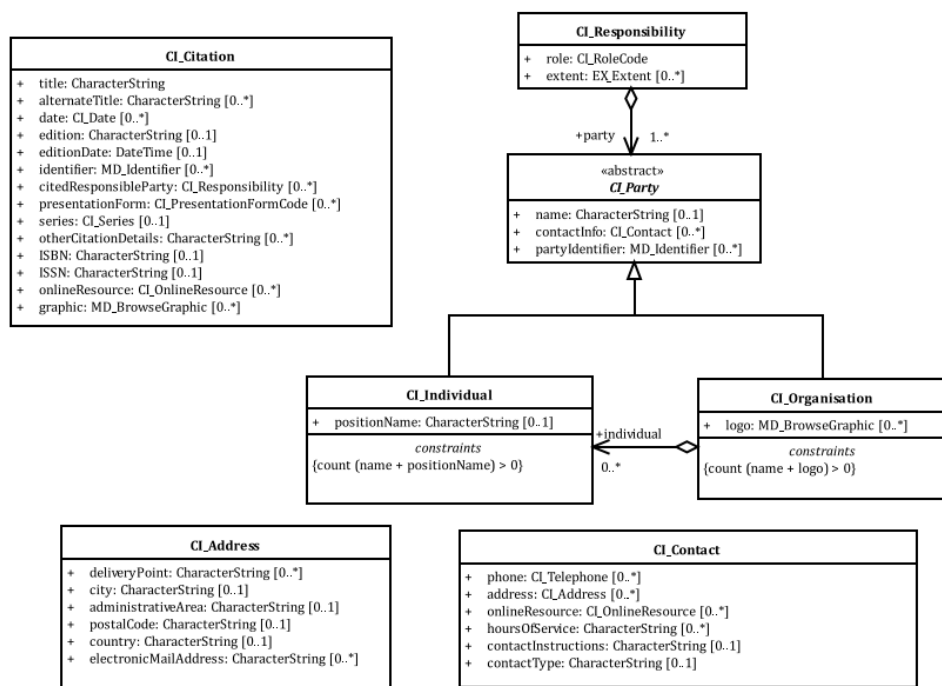 CI_Citation
+ title: CharacterString
+ alternateTitle: CharacterString [0..*]
+ date: CI_Date [0..*]
+ edition: CharacterString [0..1]
+ editionDate: DateTime [0..1]
+ identifier: MD_Identifier [0..*]
+ citedResponsibleParty: CI_Responsibility [0..*]
+ presentationForm: CI_PresentationFormCode [0..*]
+ series: CI_Series [0..1]
+ otherCitationDetails: CharacterString [0..*]
+ ISBN: CharacterString [0..1]
+ ISSN: CharacterString [0..1]
+ onlineResource: CI_OnlineResource [0..*]
+ graphic: MD_BrowseGraphic [0..*]
CI_Responsibility
+ role: CI_RoleCode
+ extent: EX_Extent [0..*]
+party 1..*
«abstract»
CI_Party
+ name: CharacterString [0..1]
+ contactInfo: CI_Contact [0..*]
+ partyIdentifier: MD_Identifier [0..*]
CI_Individual
+ positionName: CharacterString [0..1]
constraints
{count (name + positionName) > 0}
+individual
0..*
CI_Organisation
+ logo: MD_BrowseGraphic [0..*]
constraints
{count (name + logo) > 0}
CI_Address
+ deliveryPoint: CharacterString [0..*]
+ city: CharacterString [0..1]
+ administrativeArea: CharacterString [0..1]
+ postalCode: CharacterString [0..1]
+ country: CharacterString [0..1]
+ electronicMailAddress: CharacterString [0..*]
CI_Contact
+ phone: CI_Telephone [0..*]
+ address: CI_Address [0..*]
+ onlineResource: CI_OnlineResource [0..*]
+ hoursOfService: CharacterString [0..*]
+ contactInstructions: CharacterString [0..1]
+ contactType: CharacterString [0..1]